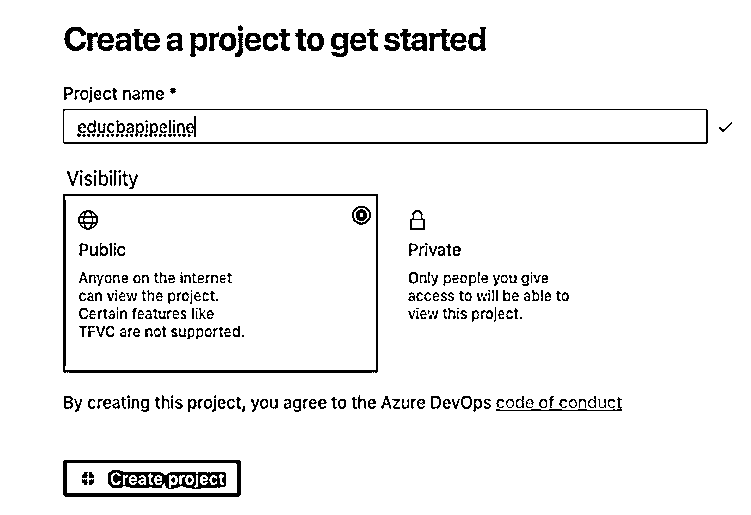 Create a project to get started
Project name *
educbapipeline
Visibility
Public
Anyone on the internet
can view the project.
Certain features like
TFVC are not supported.
Private
Only people you give
access to will be able to
view this project.
By creating this project, you agree to the Azure DevOps code of conduct
Create project